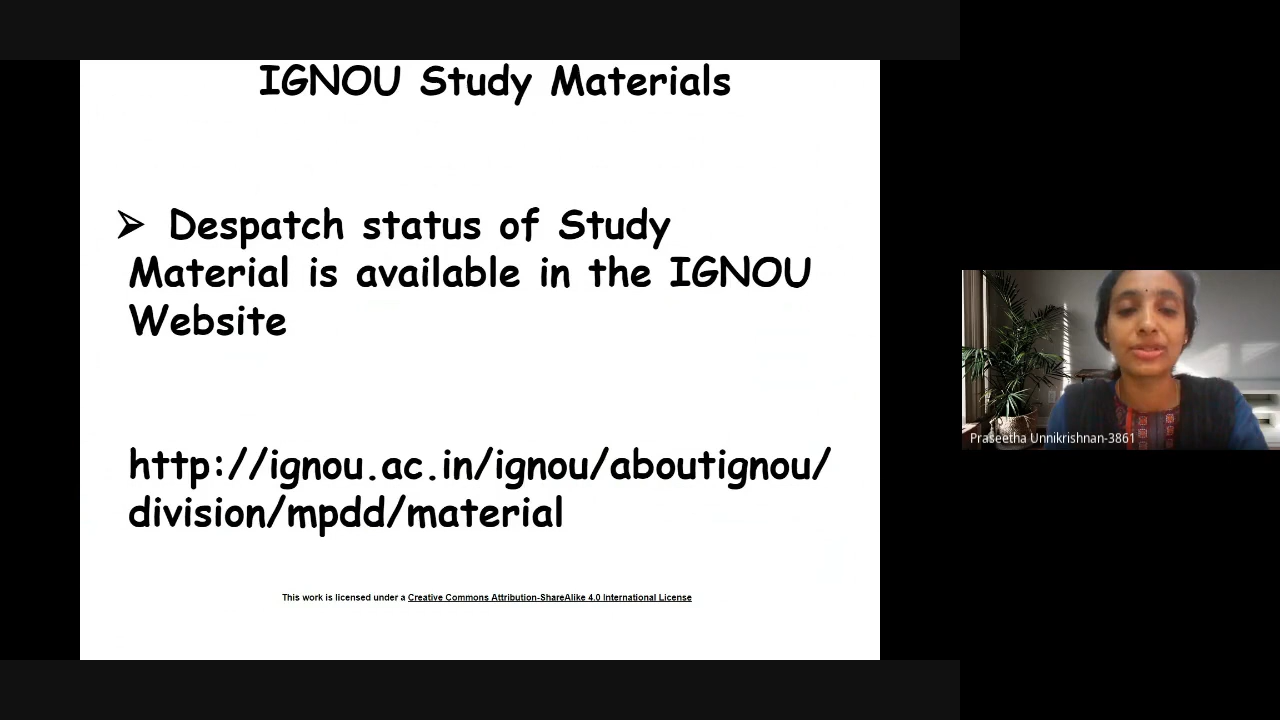 IGNOU Study Materials
➢ Despatch status of Study
Material is available in the IGNOU
Website
http://ignou.ac.in/ignou/aboutignou/
division/mpdd/material
This work is licensed under a Creative Commons Attribution-ShareAlike 4.0 International License
Praseetha Unnikrishnan-3861